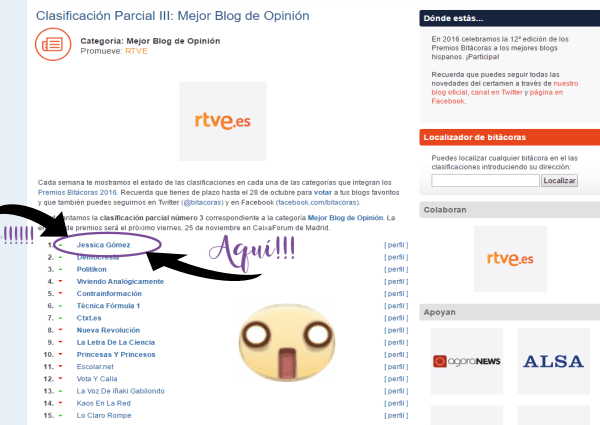 Clasificación Parcial III: Mejor Blog de Opinión
Categoría: Mejor Blog de Opinión
Promueve: RTVE
rtve.es
Cada semana te mostramos el estado de las clasificaciones en cada una de las categorías que integran los
Premios Bitácoras 2016. Recuerda que tienes de plazo hasta el 28 de octubre para votar a tus blogs favoritos
y que también puedes seguirnos en Twitter (@bitacoras) y en Facebook (facebook.com/bitacoras).
ntamos la clasificación parcial número 3 correspondiente a la categoría Mejor Blog de Opinión. La
de premios será el próximo viernes, 25 de noviembre en CaixaForum de Madrid.
!!!!!!
Aquí!!!
1. Jessica Gómez [ perfil ]
2. Democresía [ perfil ]
3. Politikon [ perfil ]
4. Viviendo Analógicamente [ perfil ]
5. Contrainformación [ perfil ]
6. Técnica Fórmula 1 [ perfil ]
7. Ctxt.es [ perfil ]
8. Nueva Revolución [ perfil ]
9. La Letra De La Ciencia [ perfil ]
10. Princesas Y Princesos [ perfil ]
11. Escolar.net [ perfil ]
12. Vota Y Calla [ perfil ]
13. La Voz De Iñaki Gabilondo [ perfil ]
14. Kaos En La Red [ perfil ]
15. Lo Claro Rompe [ perfil ]
Dónde estás...
En 2016 celebramos la 12ª edición de los
Premios Bitácoras a los mejores blogs
hispanos. ¡Participa!
Recuerda que puedes seguir todas las
novedades del certamen a través de nuestro
blog oficial, canal en Twitter y página en
Facebook.
Localizador de bitácoras
Puedes localizar cualquier bitácora en el las
clasificaciones introduciendo su dirección:
Localizar
Colaboran
rtve.es
Apoyan
agoraNEWS
ALSA